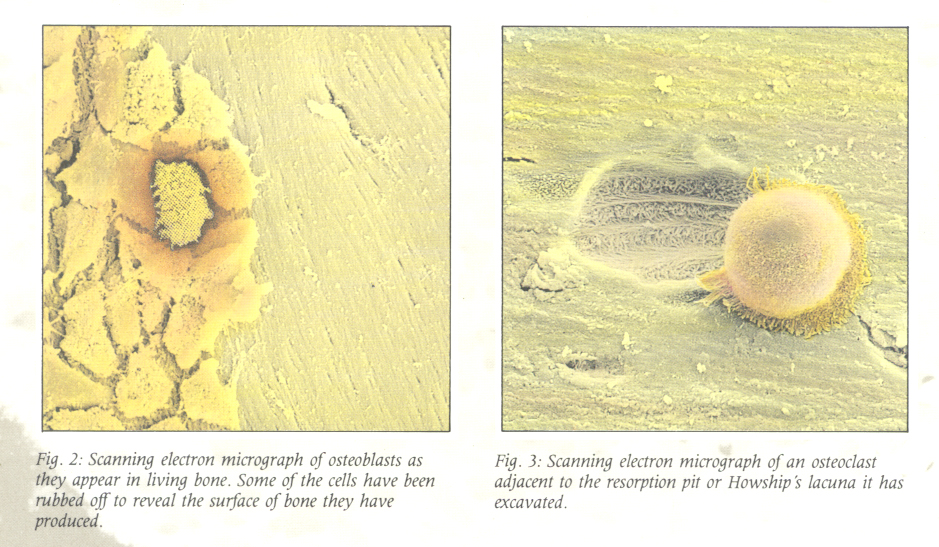 Fig. 2: Scanning electron micrograph of osteoblasts as
they appear in living bone. Some of the cells have been
rubbed off to reveal the surface of bone they have
produced.
Fig. 3: Scanning electron micrograph of an osteoclast
adjacent to the resorption pit or Howship's lacuna it has
excavated.